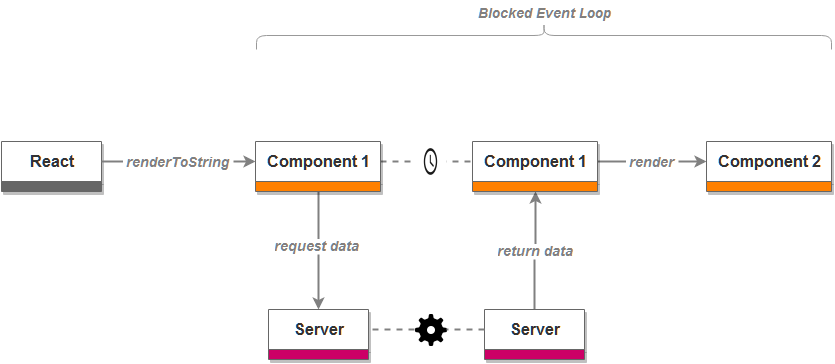 Blocked Event Loop
React
renderToString
Component 1
Component 1
render
Component 2
request data
return data
Server
Server